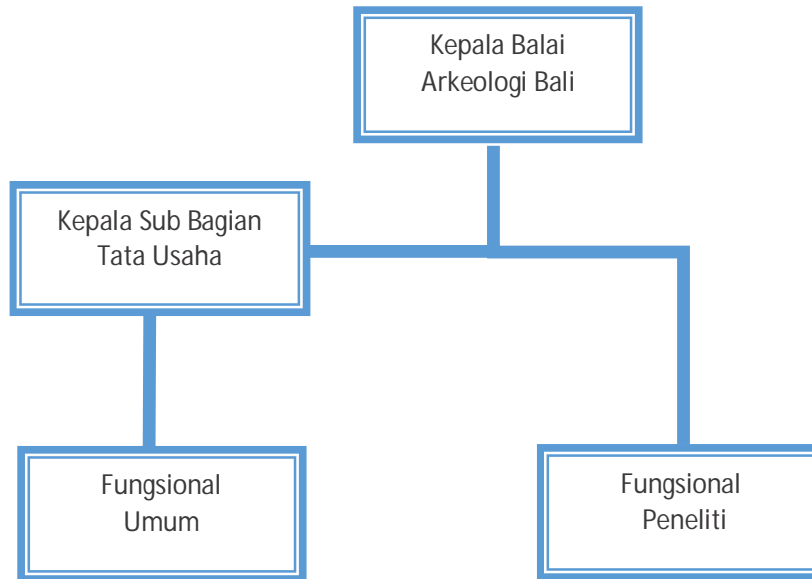 Kepala Balai
Arkeologi Bali
Kepala Sub Bagian
Tata Usaha
Fungsional
Umum
Fungsional
Peneliti